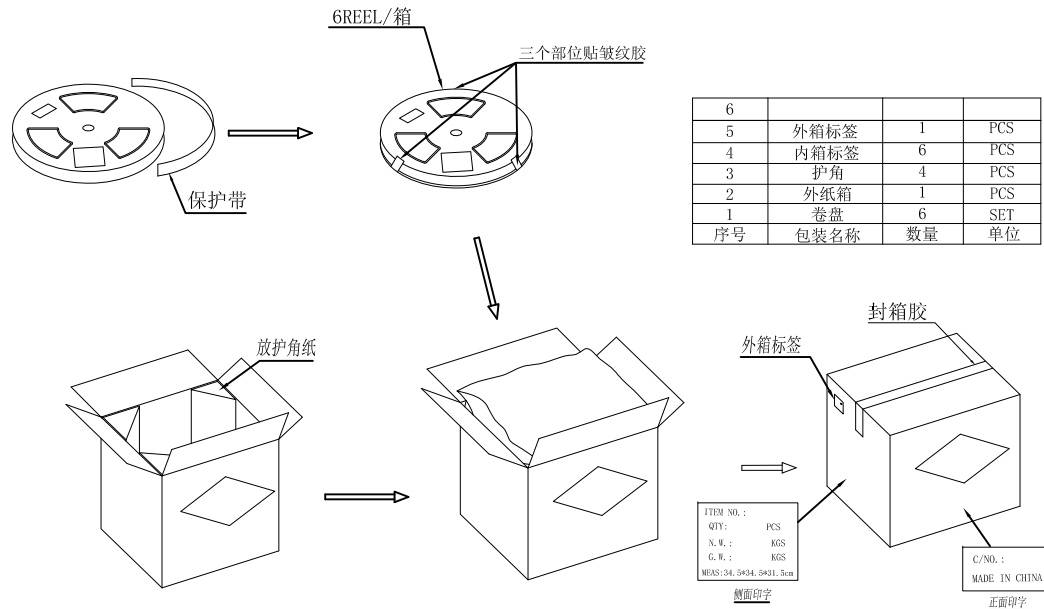 6REEL/箱
三个部位贴皱纹胶
保护带
6
5 外箱标签 1 PCS
4 内箱标签 6 PCS
3 护角 4 PCS
2 外纸箱 1 PCS
1 卷盘 6 SET
序号 包装名称 数量 单位
放护角纸
外箱标签
封箱胶
ITEM NO.:
QTY: PCS
N.W.: KGS
G.W.: KGS
MEAS:34.5*34.5*31.5cm
侧面印字
C/NO.:
MADE IN CHINA
正面印字